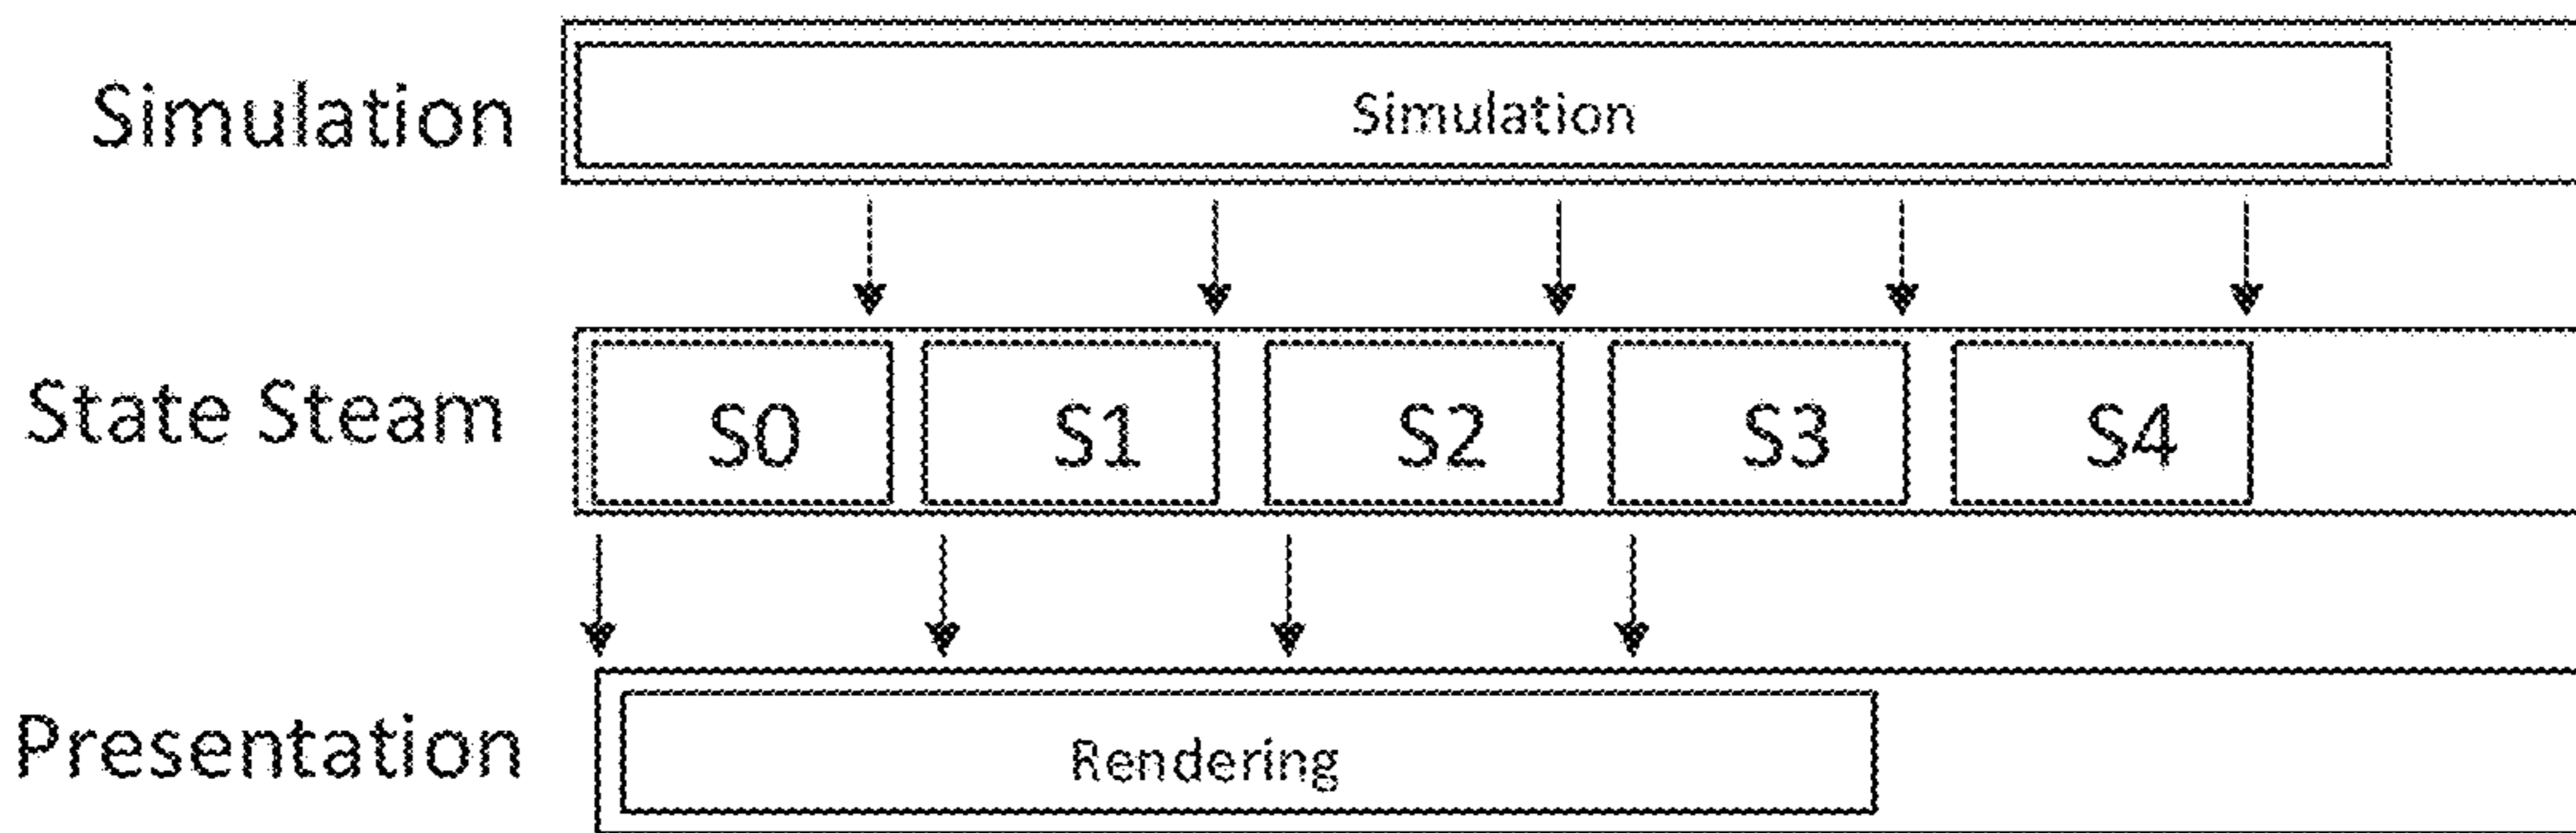 Simulation
Simulation
State Steam
S0 S1 S2 S3 S4
Presentation
Rendering